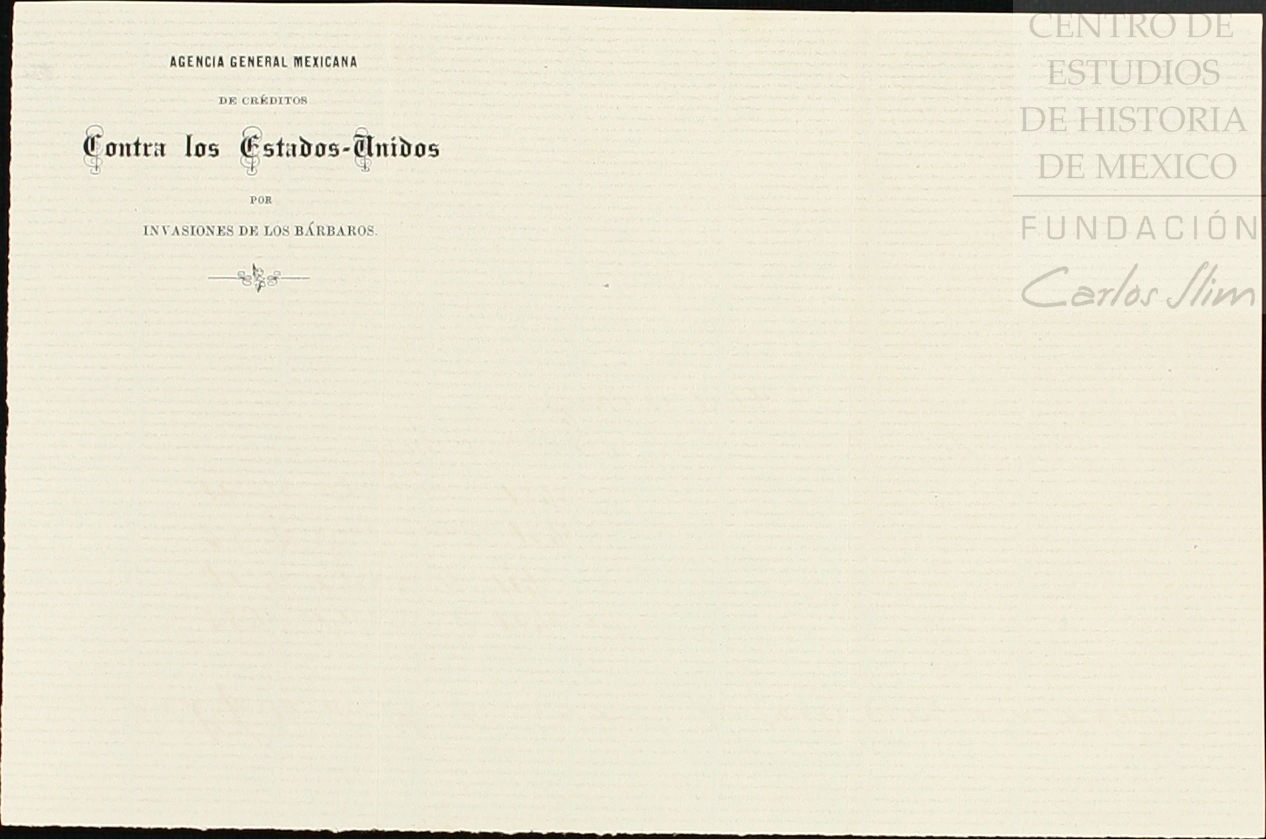 AGENCIA GENERAL MEXICANA
DE CRÉDITOS
Contra los Estados-Unidos
POR
INVASIONES DE LOS BÁRBAROS.
CENTRO DE
ESTUDIOS
DE HISTORIA
DE MEXICO
FUNDACIÓN
Carlos Slim